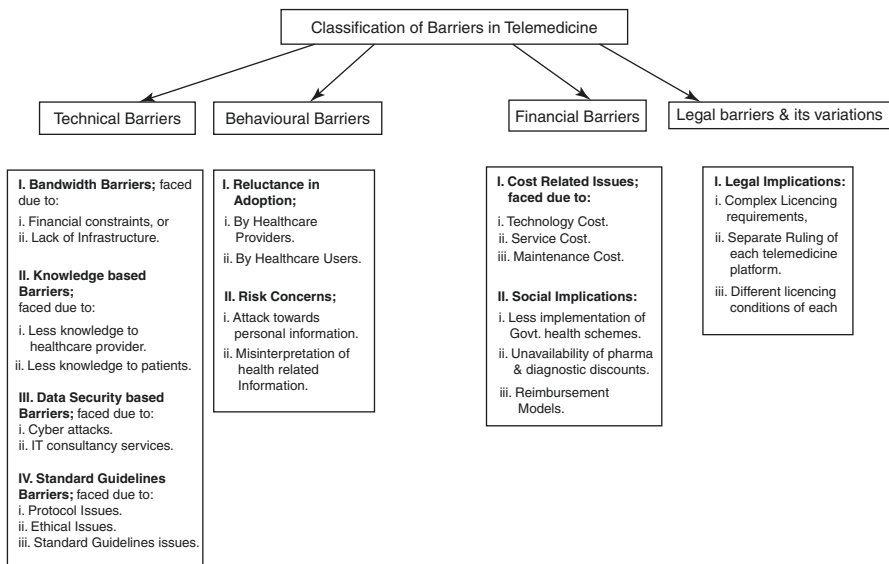 Classification of Barriers in Telemedicine
Technical Barriers
Behavioural Barriers
Financial Barriers
Legal barriers & its variations
I. Bandwidth Barriers; faced
due to:
i. Financial constraints, or
ii. Lack of Infrastructure.
II. Knowledge based
Barriers;
faced due to:
i. Less knowledge to
healthcare provider.
ii. Less knowledge to patients.
III. Data Security based
Barriers; faced due to:
i. Cyber attacks.
ii. IT consultancy services.
IV. Standard Guidelines
Barriers; faced due to:
i. Protocol Issues.
ii. Ethical Issues.
iii. Standard Guidelines issues.
I. Reluctance in
Adoption;
i. By Healthcare
Providers.
ii. By Healthcare Users.
II. Risk Concerns;
i. Attack towards
personal information.
ii. Misinterpretation of
health related
Information.
I. Cost Related Issues;
faced due to:
i. Technology Cost.
ii. Service Cost.
iii. Maintenance Cost.
II. Social Implications:
i. Less implementation of
Govt. health schemes.
ii. Unavailability of pharma
& diagnostic discounts.
iii. Reimbursement
Models.
I. Legal Implications:
i. Complex Licencing
requirements,
ii. Separate Ruling of
each telemedicine
platform.
iii. Different licencing
conditions of each